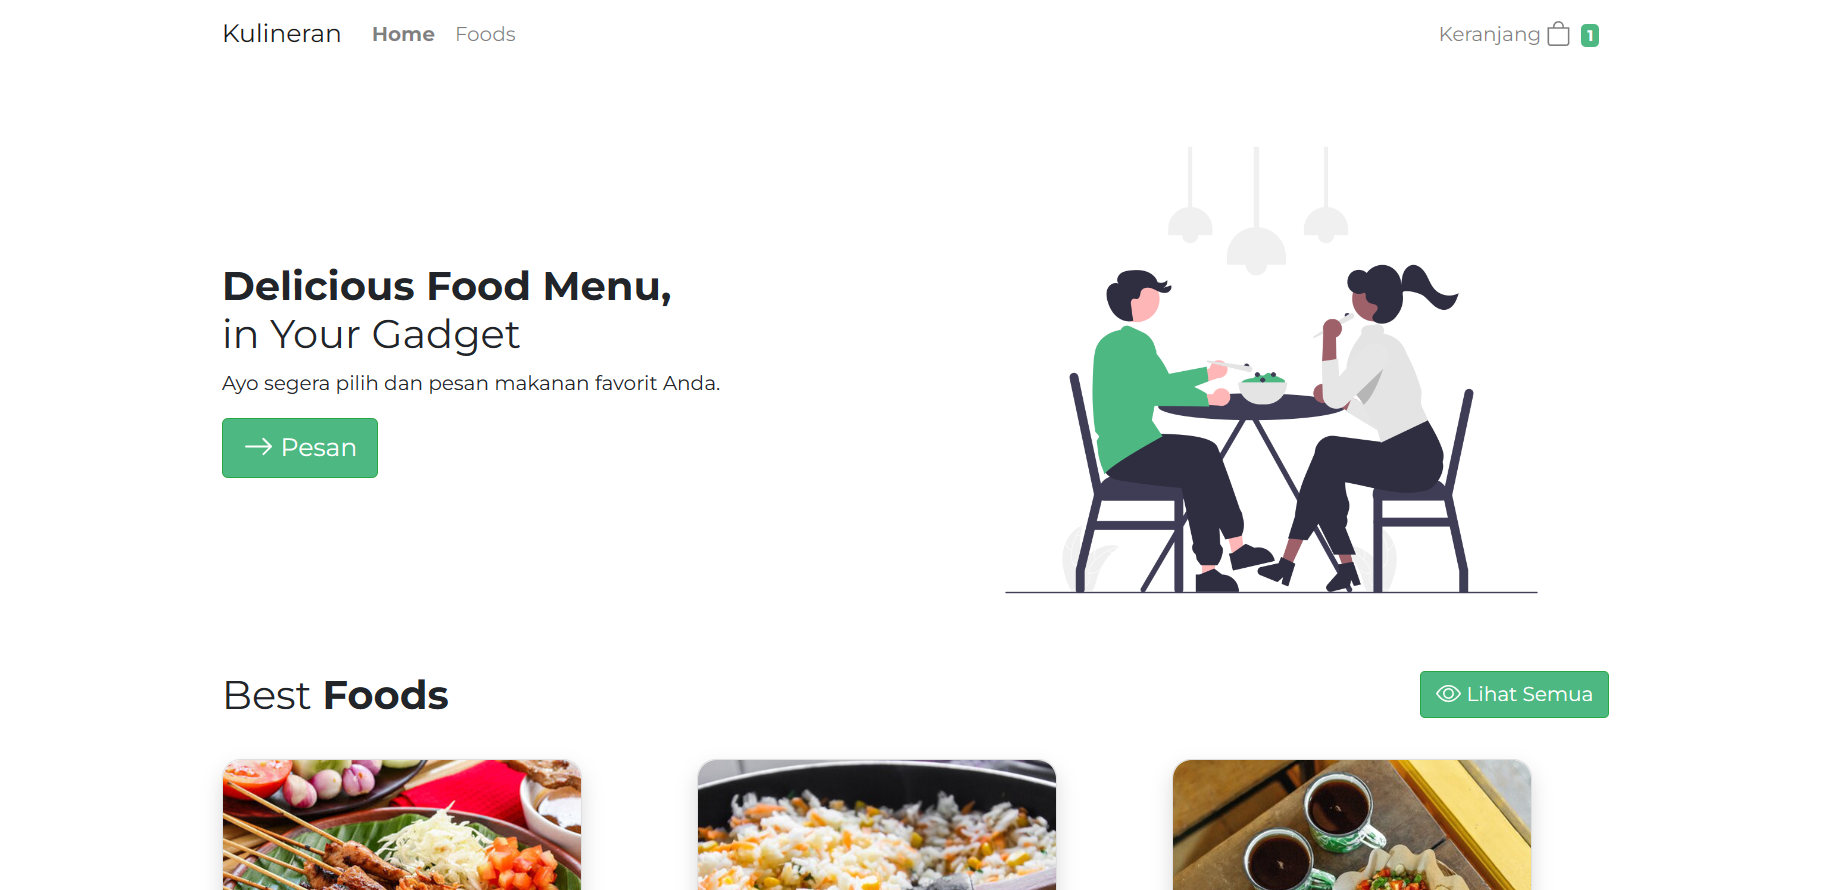 Kulineran Home Foods Keranjang 1
Delicious Food Menu,
in Your Gadget
Ayo segera pilih dan pesan makanan favorit Anda.
Pesan
Best Foods
Lihat Semua